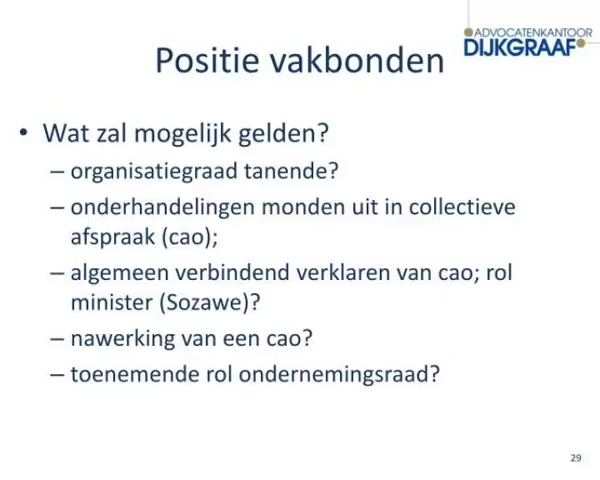 ADVOCATENKANTOOR
DIJKGRAAF
Positie vakbonden
• Wat zal mogelijk gelden?
– organisatiegraad tanende?
– onderhandelingen monden uit in collectieve
afspraak (cao);
– algemeen verbindend verklaren van cao; rol
minister (Sozawe)?
– nawerking van een cao?
– toenemende rol ondernemingsraad?
29